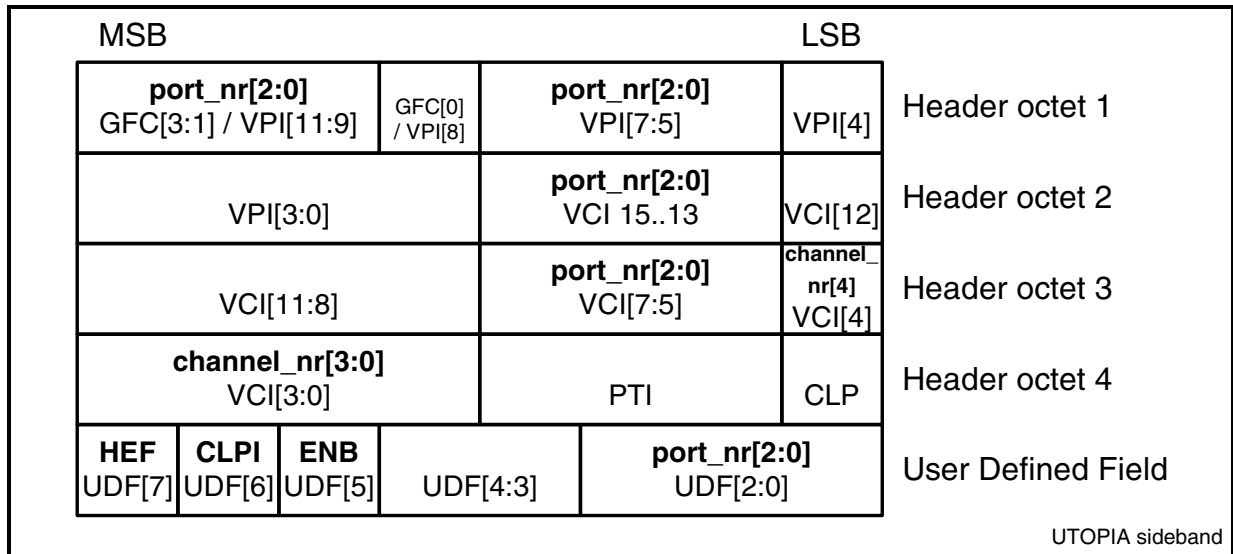 MSB LSB
port_nr[2:0]
GFC[3:1] / VPI[11:9]
GFC[0]
/ VPI[8]
port_nr[2:0]
VPI[7:5]
VPI[4]
Header octet 1
VPI[3:0]
port_nr[2:0]
VCI 15..13
VCI[12]
Header octet 2
VCI[11:8]
port_nr[2:0]
VCI[7:5]
channel_
nr[4]
VCI[4]
Header octet 3
channel_nr[3:0]
VCI[3:0]
PTI
CLP
Header octet 4
HEF
UDF[7]
CLPI
UDF[6]
ENB
UDF[5]
UDF[4:3]
port_nr[2:0]
UDF[2:0]
User Defined Field
UTOPIA sideband